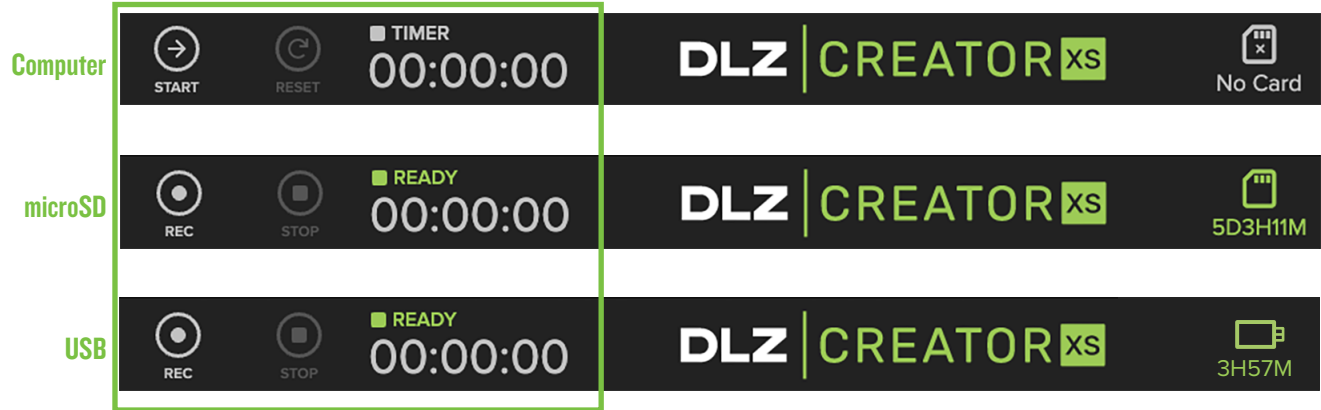 Computer
START
RESET
TIMER
00:00:00
DLZ CREATOR XS
No Card
microSD
REC
STOP
READY
00:00:00
DLZ CREATOR XS
5D3H11M
USB
REC
STOP
READY
00:00:00
DLZ CREATOR XS
3H57M